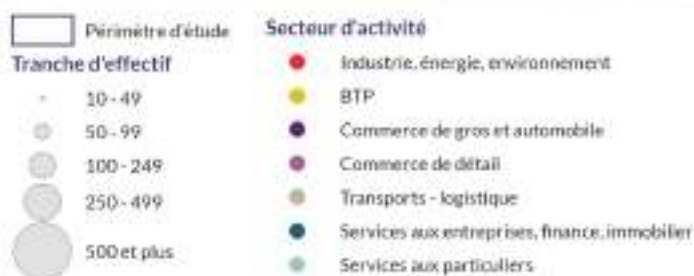 Périmètre d'étude
Tranche d'effectif
10 - 49
50 - 99
100 - 249
250 - 499
500 et plus
Secteur d'activité
Industrie, énergie, environnement
BTP
Commerce de gros et automobile
Commerce de détail
Transports - logistique
Services aux entreprises, finance, immobilier
Services aux particuliers